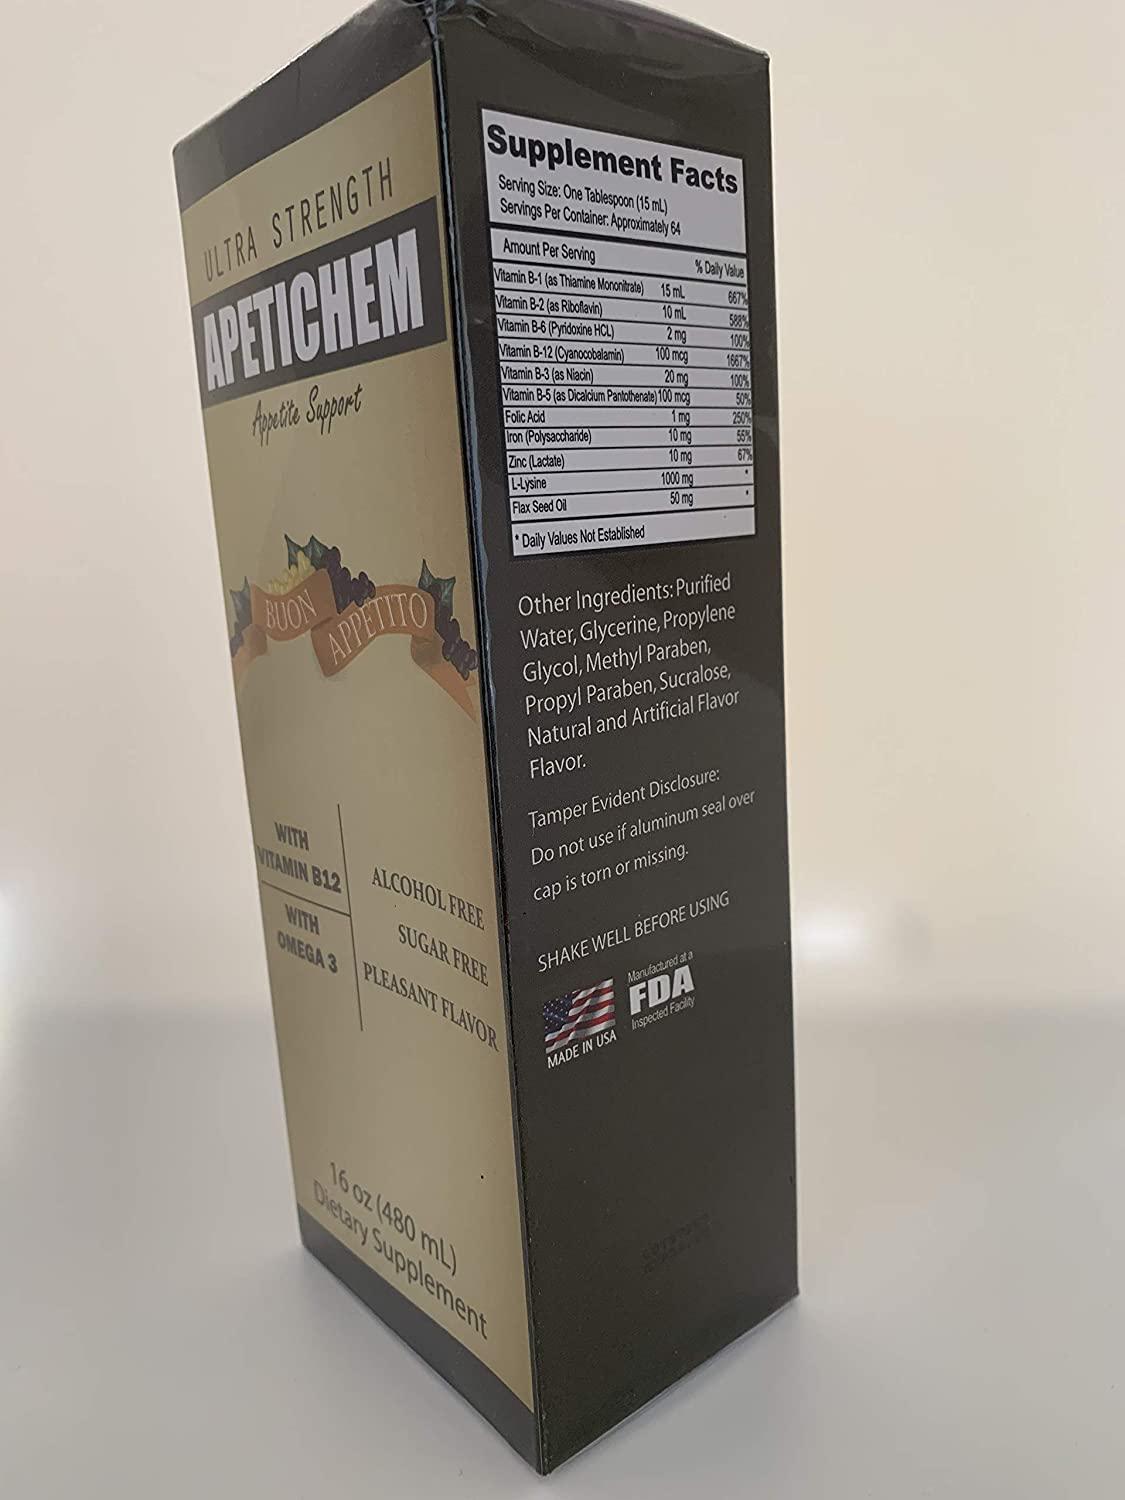 ULTRA STRENGTH
APETICHEM
Appetite Support
BUON APPETITO
WITH
VITAMIN B12
WITH
OMEGA 3
ALCOHOL FREE
SUGAR FREE
PLEASANT FLAVOR
16 oz (480 mL)
Dietary Supplement
Supplement Facts
Serving Size: One Tablespoon (15 mL)
Servings Per Container: Approximately 64
Amount Per Serving % Daily Value
Vitamin B-1 (as Thiamine Mononitrate) 15 mL 667%
Vitamin B-2 (as Riboflavin) 10 mL 588%
Vitamin B-6 (Pyridoxine HCL) 2 mg 100%
Vitamin B-12 (Cyanocobalamin) 100 mcg 1667%
Vitamin B-3 (as Niacin) 20 mg 100%
Vitamin B-5 (as Dicalcium Pantothenate) 100 mcg 50%
Folic Acid 1 mg 250%
Iron (Polysaccharide) 10 mg 55%
Zinc (Lactate) 10 mg 67%
L-Lysine 1000 mg *
Flax Seed Oil 50 mg *
* Daily Values Not Established
Other Ingredients: Purified
Water, Glycerine, Propylene
Glycol, Methyl Paraben,
Propyl Paraben, Sucralose,
Natural and Artificial Flavor
Flavor.
Tamper Evident Disclosure:
Do not use if aluminum seal over
cap is torn or missing.
SHAKE WELL BEFORE USING
MADE IN USA
Manufactured at a
FDA
Inspected Facility